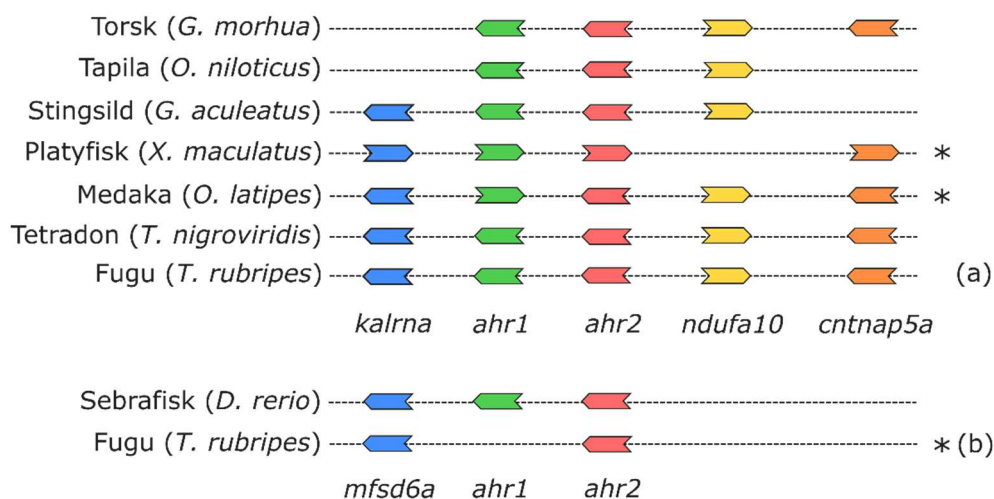 Torsk (G. morhua)
Tapila (O. niloticus)
Stingsild (G. aculeatus)
Platyfisk (X. maculatus) *
Medaka (O. latipes) *
Tetradon (T. nigroviridis)
Fugu (T. rubripes) (a)
kalrna ahr1 ahr2 ndufa10 cntnap5a
Sebrafisk (D. rerio)
Fugu (T. rubripes) * (b)
mfsd6a ahr1 ahr2